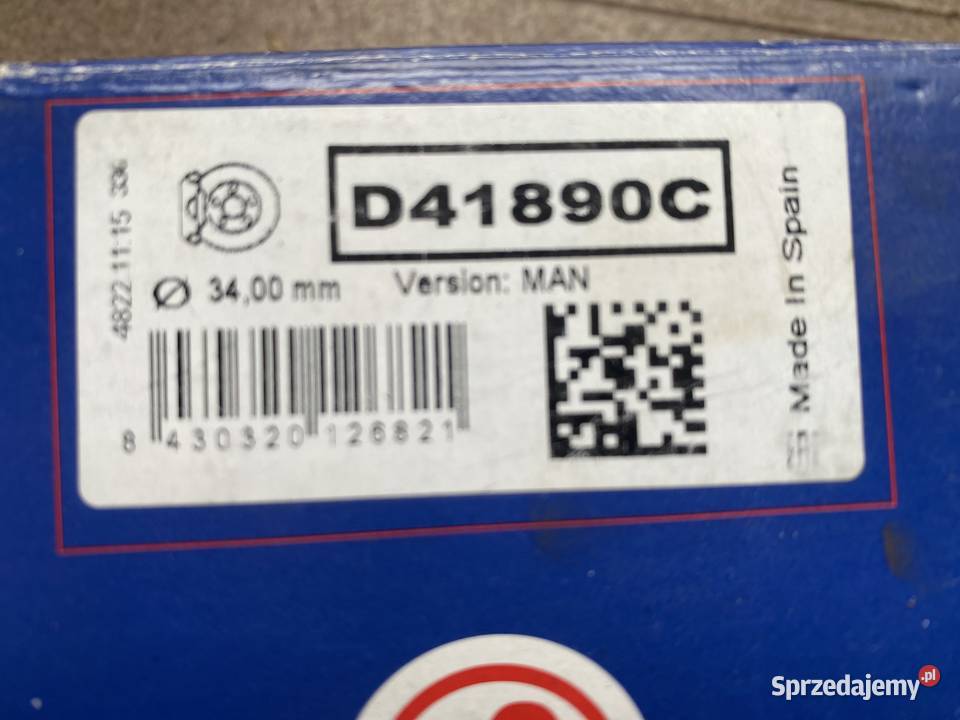 D41890C
Ø 34,00 mm
Version: MAN
8 430320 126821
4822 11:15 336
Made In Spain
Sprzedajemy.pl